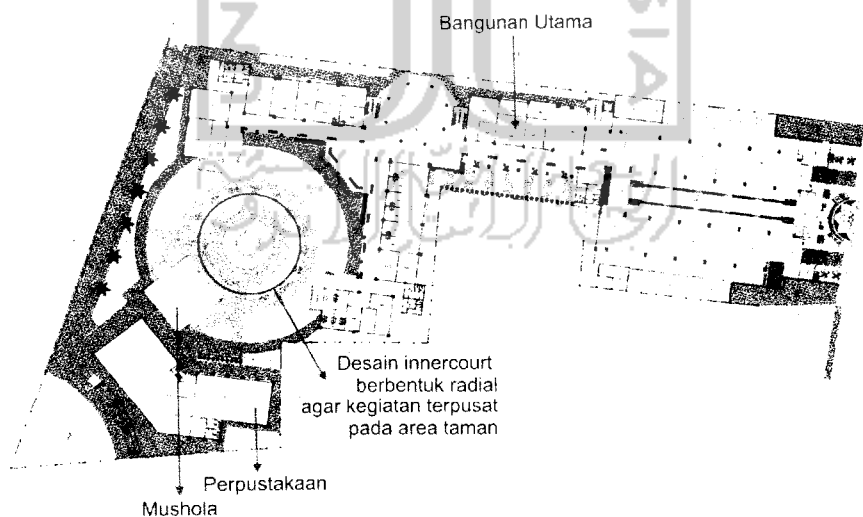 Bangunan Utama
Desain innercourt
berbentuk radial
agar kegiatan terpusat
pada area taman
Perpustakaan
Mushola